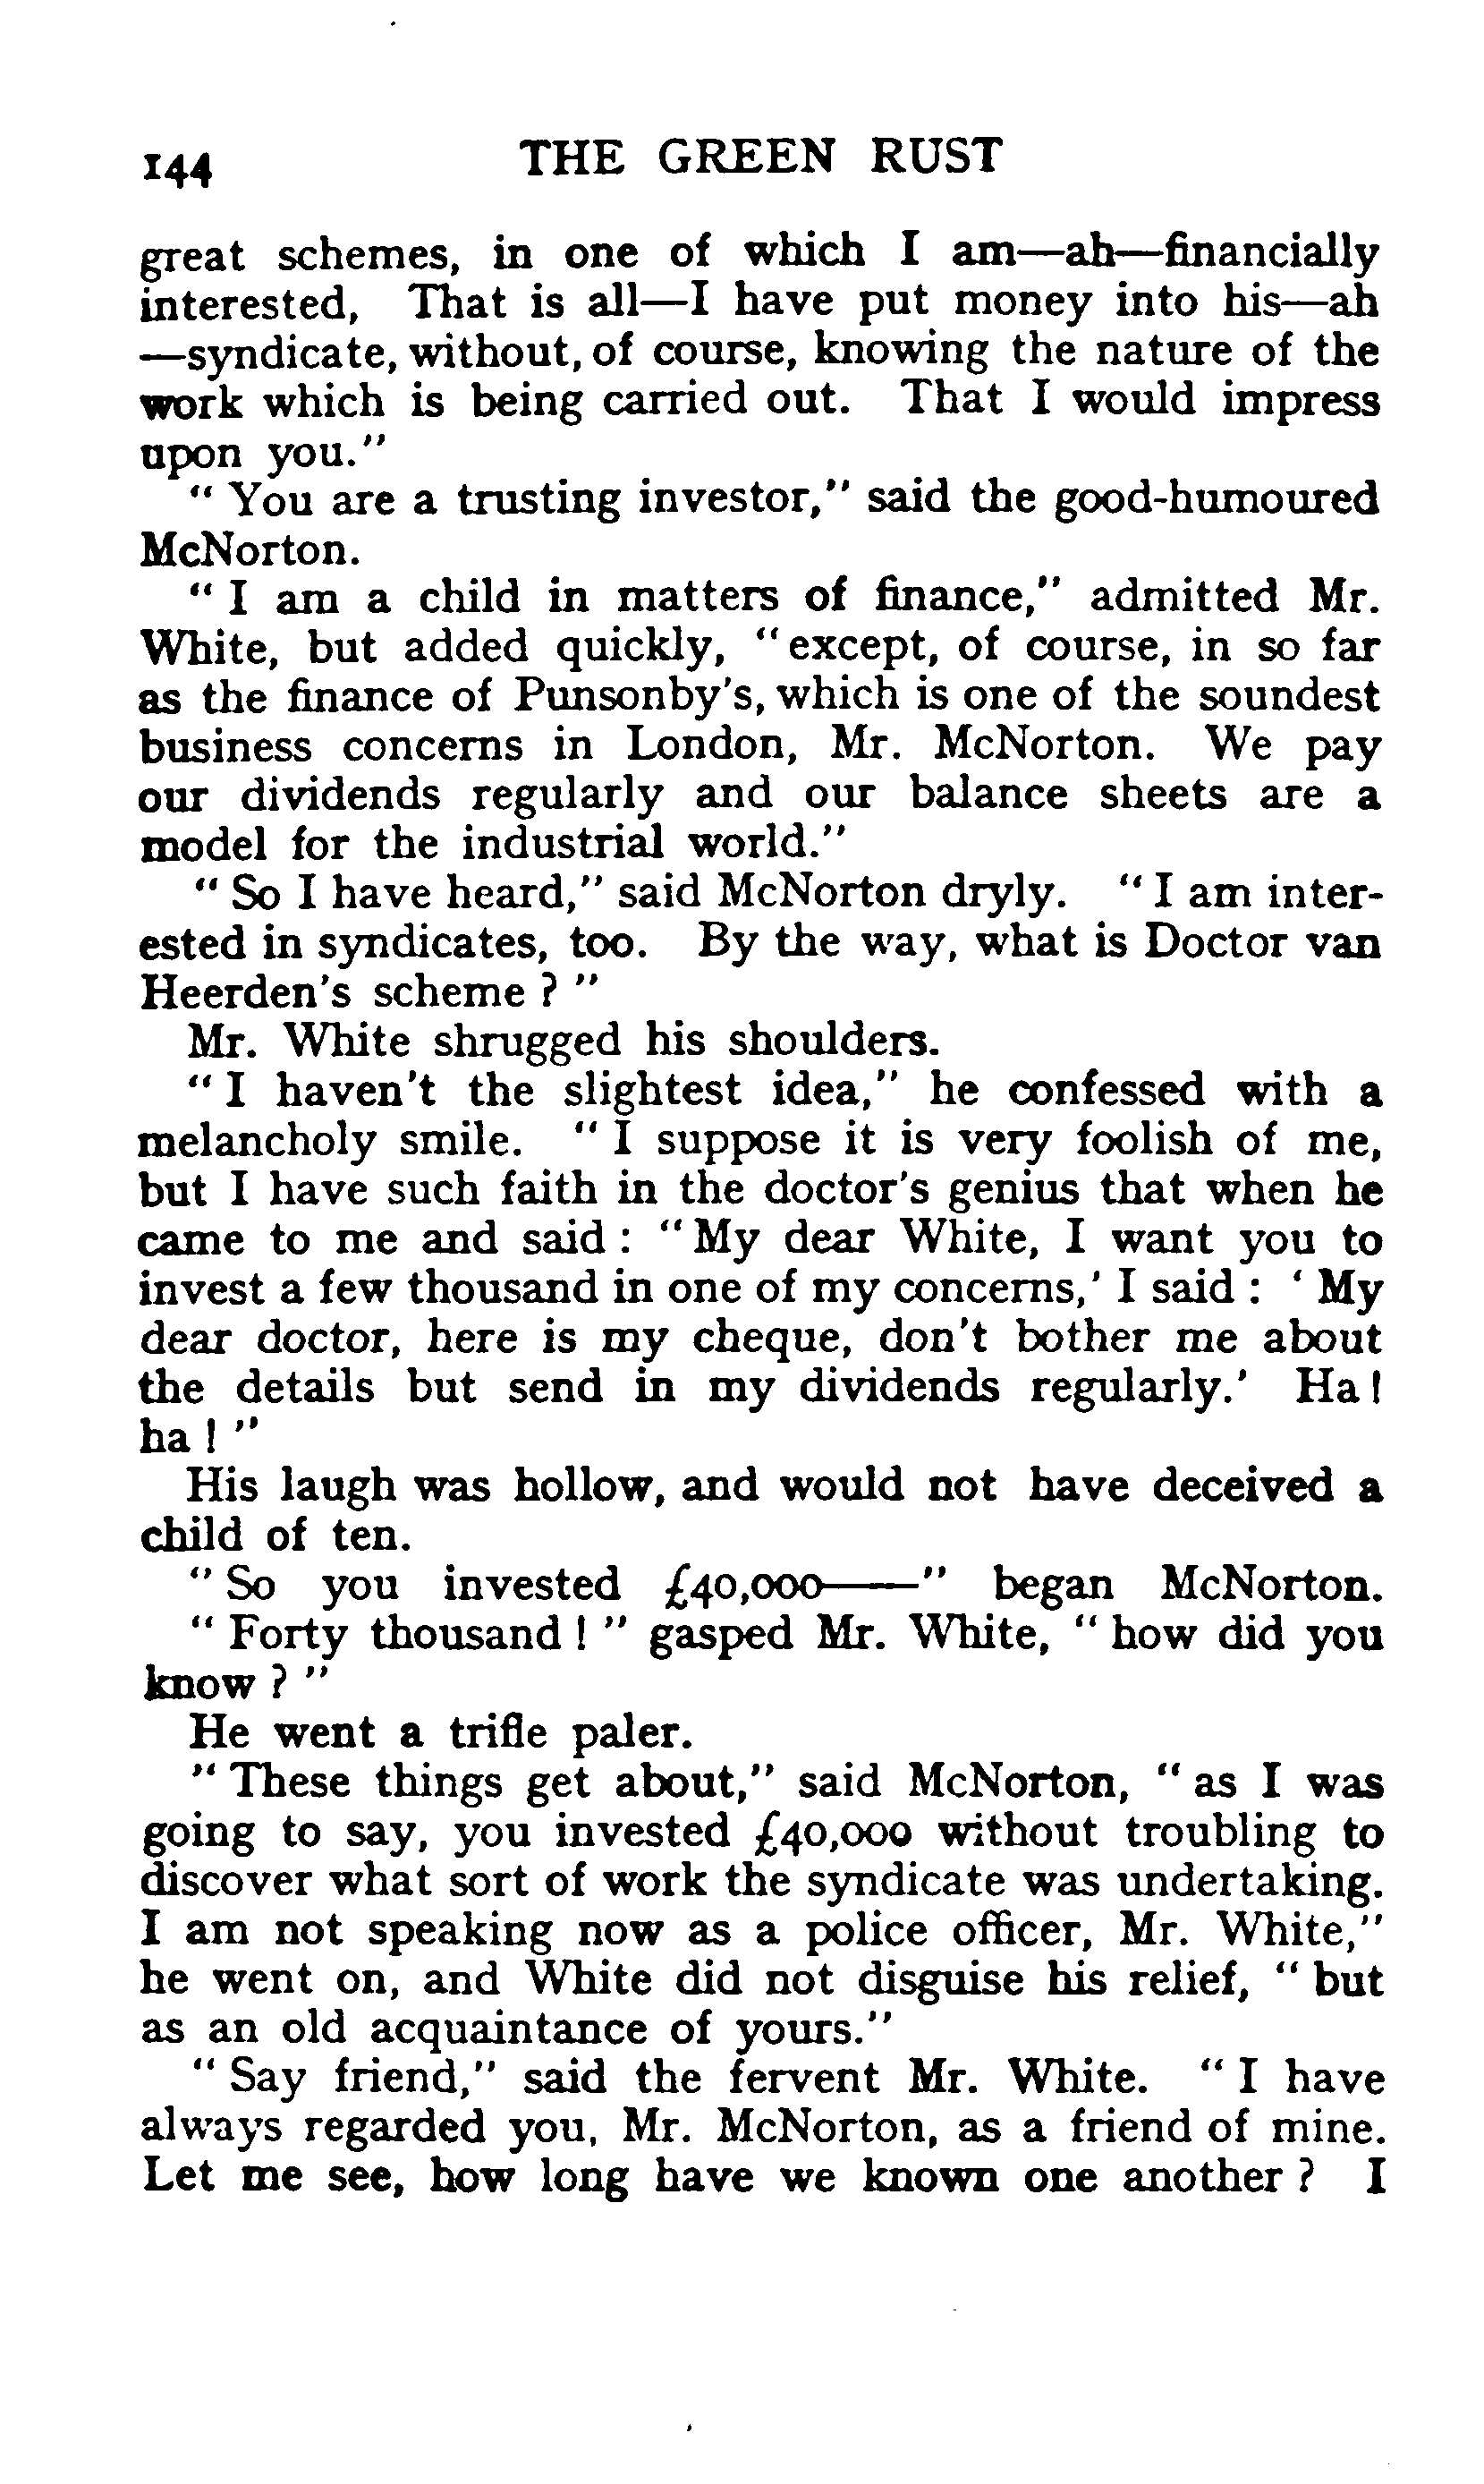 144 THE GREEN RUST
great schemes, in one of which I am—ah—financially
interested, That is all—I have put money into his—ah
—syndicate, without, of course, knowing the nature of the
work which is being carried out. That I would impress
upon you."
" You are a trusting investor," said the good-humoured
McNorton.
" I am a child in matters of finance," admitted Mr.
White, but added quickly, " except, of course, in so far
as the finance of Punsonby's, which is one of the soundest
business concerns in London, Mr. McNorton. We pay
our dividends regularly and our balance sheets are a
model for the industrial world."
" So I have heard," said McNorton dryly. " I am inter-
ested in syndicates, too. By the way, what is Doctor van
Heerden's scheme ? "
Mr. White shrugged his shoulders.
" I haven't the slightest idea," he confessed with a
melancholy smile. " I suppose it is very foolish of me,
but I have such faith in the doctor's genius that when he
came to me and said : " My dear White, I want you to
invest a few thousand in one of my concerns,' I said : ' My
dear doctor, here is my cheque, don't bother me about
the details but send in my dividends regularly.' Ha !
ha ! "
His laugh was hollow, and would not have deceived a
child of ten.
" So you invested £40,000——" began McNorton.
" Forty thousand ! " gasped Mr. White, " how did you
know ? "
He went a trifle paler.
" These things get about," said McNorton, " as I was
going to say, you invested £40,000 without troubling to
discover what sort of work the syndicate was undertaking.
I am not speaking now as a police officer, Mr. White,"
he went on, and White did not disguise his relief, " but
as an old acquaintance of yours."
" Say friend," said the fervent Mr. White. " I have
always regarded you, Mr. McNorton, as a friend of mine.
Let me see, how long have we known one another ? I